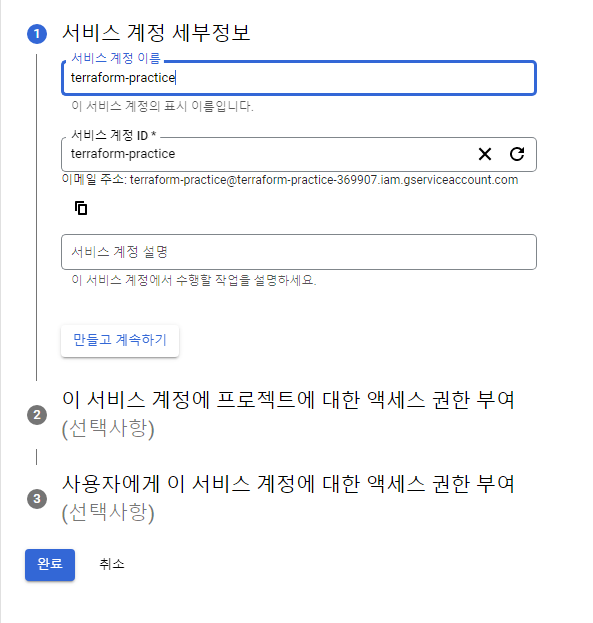 1 서비스 계정 세부정보
서비스 계정 이름
terraform-practice
이 서비스 계정의 표시 이름입니다.
서비스 계정 ID *
terraform-practice
이메일 주소: terraform-practice@terraform-practice-369907.iam.gserviceaccount.com
서비스 계정 설명
이 서비스 계정에서 수행할 작업을 설명하세요.
만들고 계속하기
2 이 서비스 계정에 프로젝트에 대한 액세스 권한 부여
(선택사항)
3 사용자에게 이 서비스 계정에 대한 액세스 권한 부여
(선택사항)
완료 취소